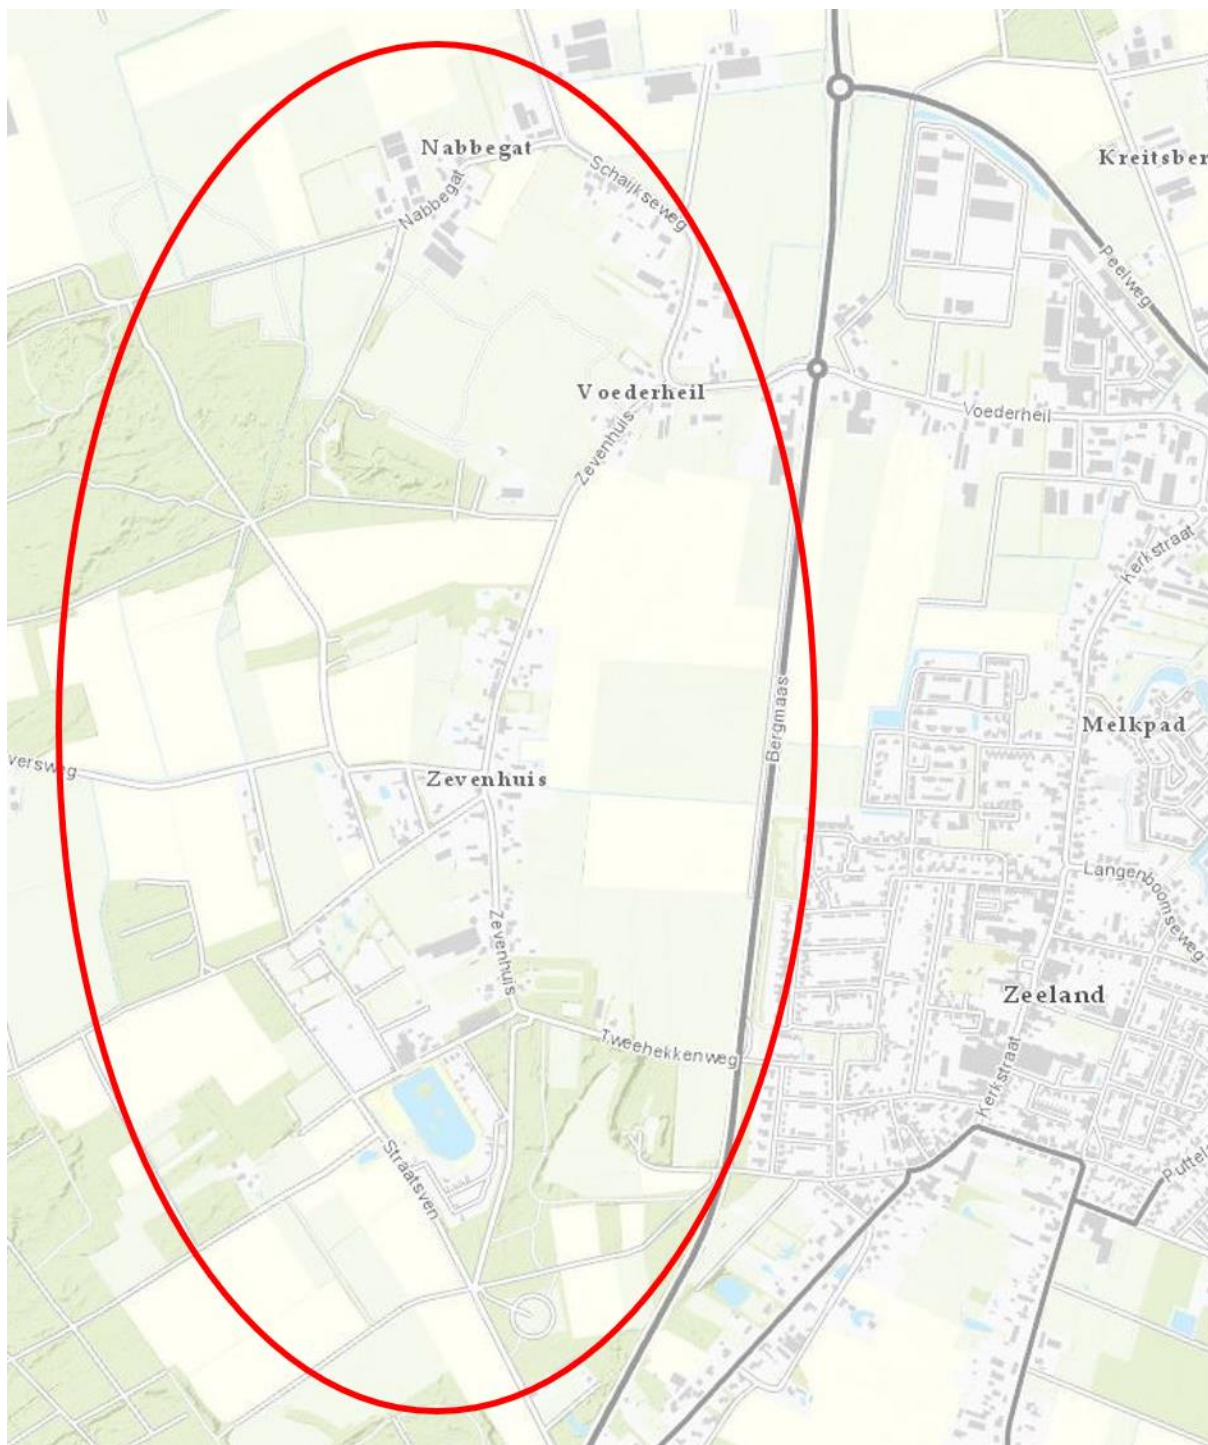 Nabbegat
Kreitsber
Schaijkseweg
Nabbegat
Peelweg
Voederheil
Voederheil
Zevenhuis
Kerkstraat
Bergmaas
Melkpad
versweg
Zevenhuis
Langenboomseweg
Zevenhuis
Zeeland
Tweehekkenweg
Kerkstraat
Straatsven
Puttel